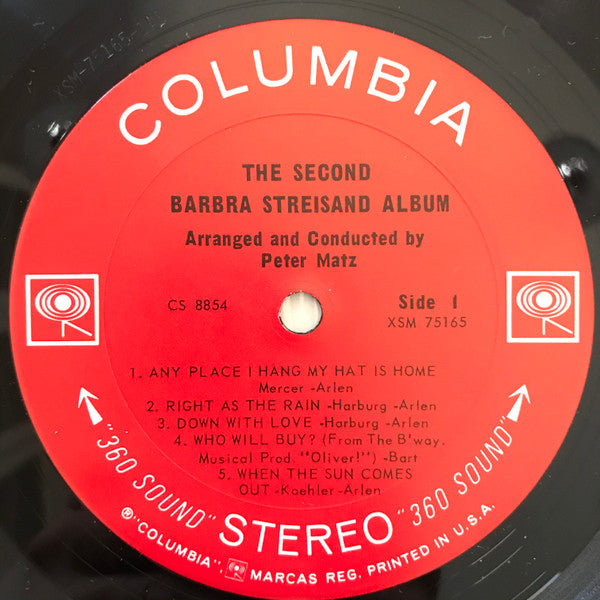 XSM-75165-
COLUMBIA
THE SECOND
BARBRA STREISAND ALBUM
Arranged and Conducted by
Peter Matz
CS 8854
Side 1
XSM 75165
1. ANY PLACE I HANG MY HAT IS HOME
Mercer -Arlen
2. RIGHT AS THE RAIN -Harburg -Arlen
3. DOWN WITH LOVE -Harburg -Arlen
4. WHO WILL BUY? (From The B'way.
Musical Prod. "Oliver!") -Bart
5. WHEN THE SUN COMES
OUT -Koehler -Arlen
"360 SOUND" STEREO "360 SOUND"
®"COLUMBIA", MARCAS REG. PRINTED IN U.S.A.